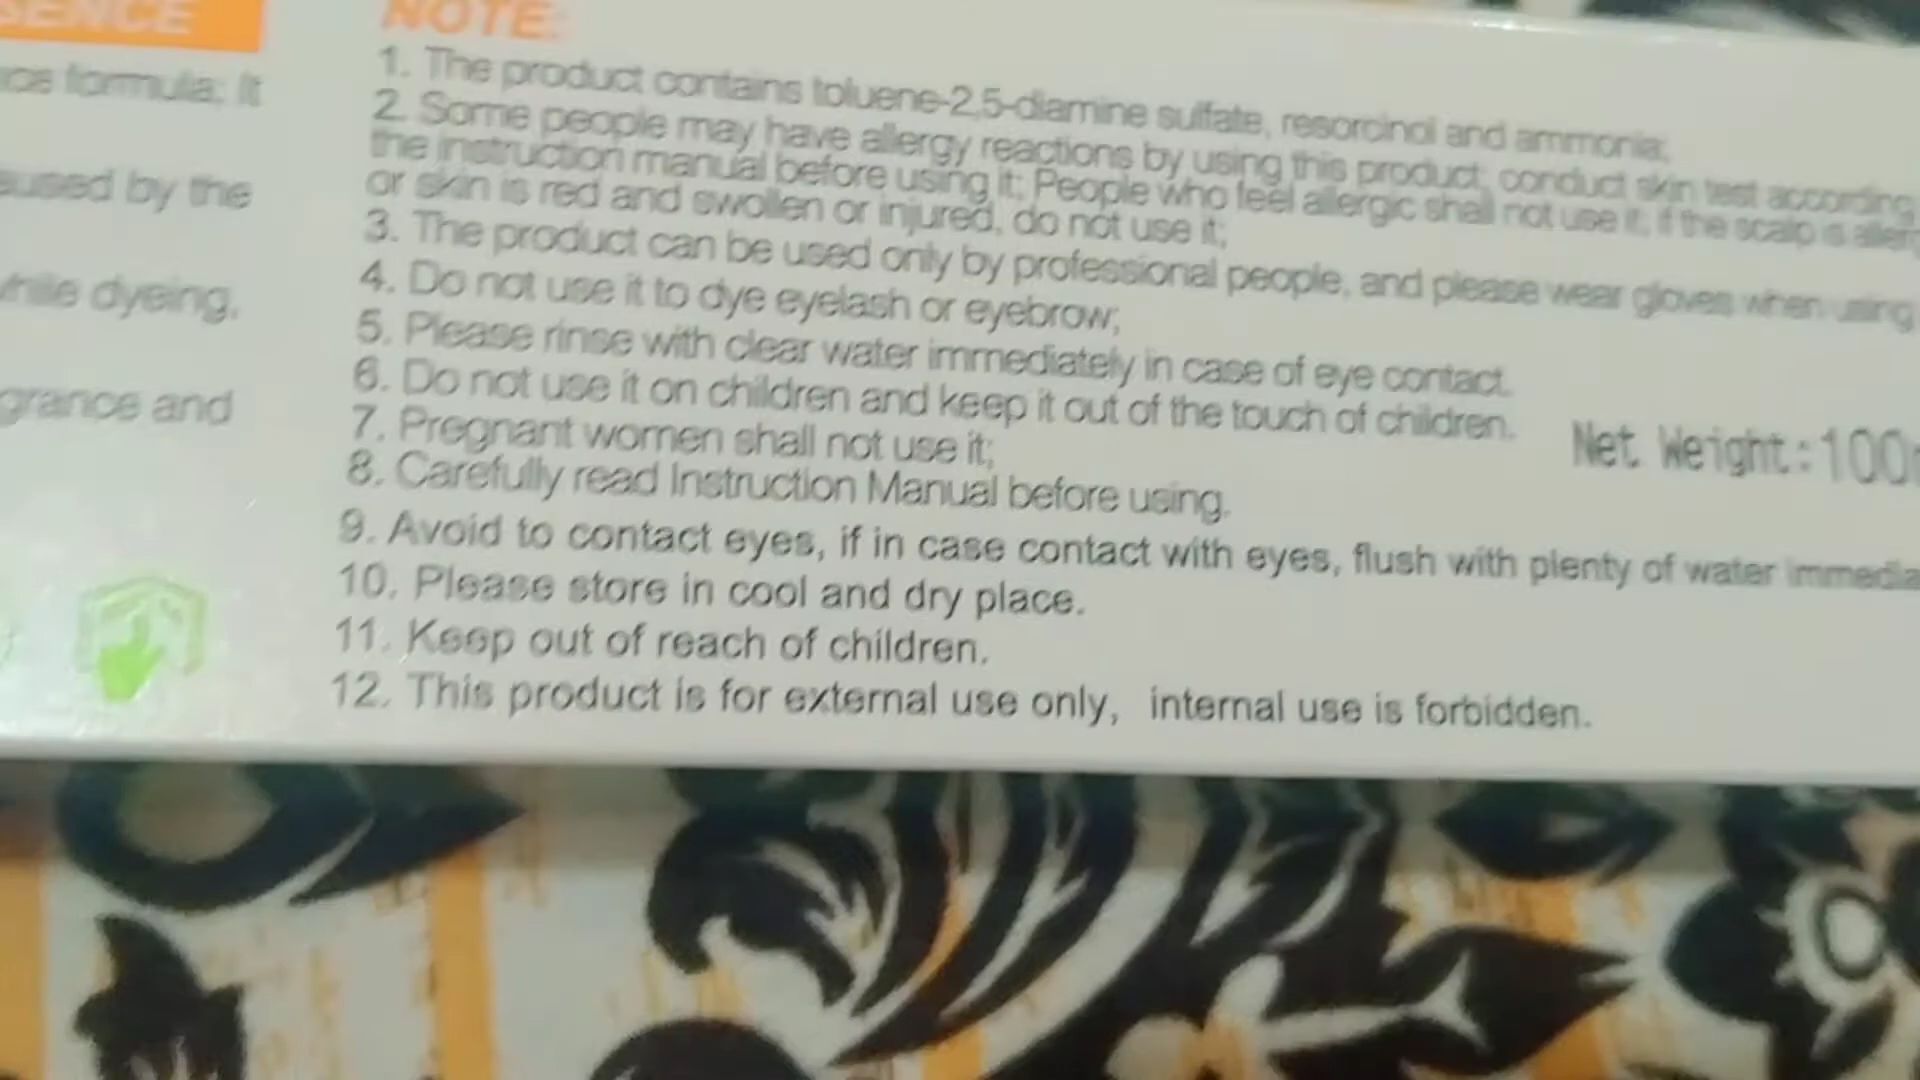 SENCE
formula: It
aused by the
while dyeing,
grance and
NOTE:
1. The product contains toluene-2,5-diamine sulfate, resorcinol and ammonia;
2. Some people may have allergy reactions by using this product; conduct skin test according
the instruction manual before using it; People who feel allergic shall not use it; if the scalp is allerg
or skin is red and swollen or injured, do not use it;
3. The product can be used only by professional people, and please wear gloves when using
4. Do not use it to dye eyelash or eyebrow;
5. Please rinse with clear water immediately in case of eye contact.
6. Do not use it on children and keep it out of the touch of children.
7. Pregnant women shall not use it;
8. Carefully read Instruction Manual before using.
Net Weight:100
9. Avoid to contact eyes, if in case contact with eyes, flush with plenty of water immedia
10. Please store in cool and dry place.
11. Keep out of reach of children.
12. This product is for external use only, internal use is forbidden.